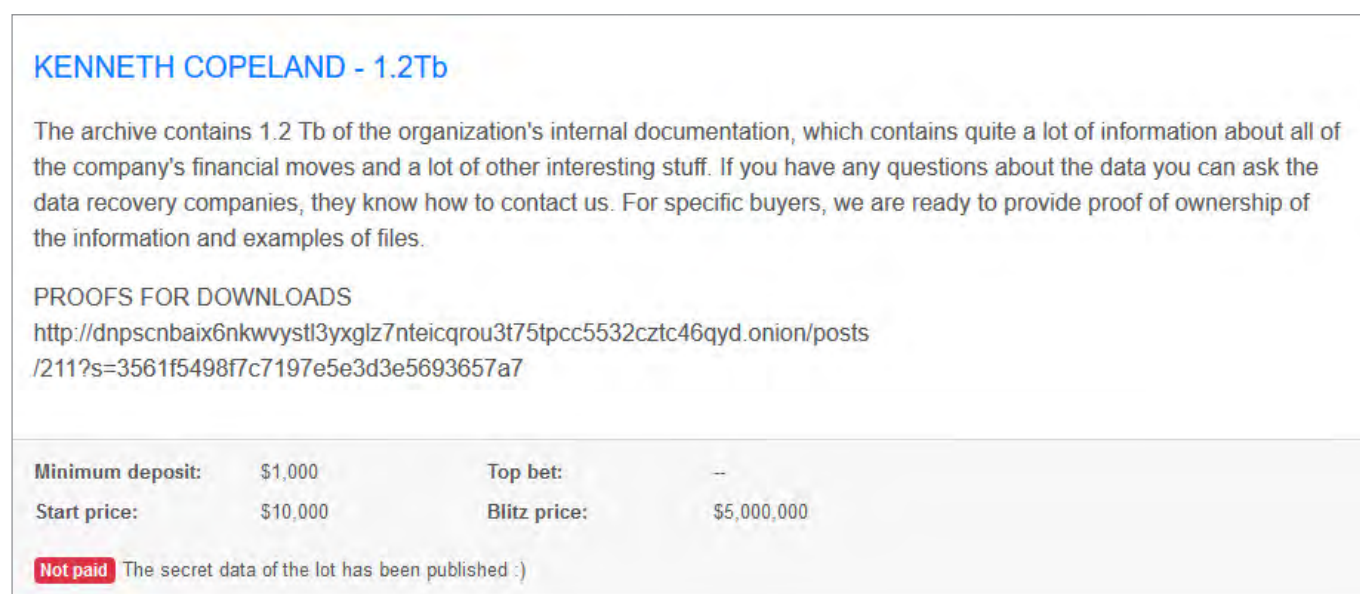 KENNETH COPELAND - 1.2Tb
The archive contains 1.2 Tb of the organization's internal documentation, which contains quite a lot of information about all of
the company's financial moves and a lot of other interesting stuff. If you have any questions about the data you can ask the
data recovery companies, they know how to contact us. For specific buyers, we are ready to provide proof of ownership of
the information and examples of files.
PROOFS FOR DOWNLOADS
http://dnpscnbaix6nkwvystl3yxglz7nteicqrou3t75tpcc5532cztc46qyd.onion/posts
/211?s=3561f5498f7c7197e5e3d3e5693657a7
Minimum deposit: $1,000 Top bet: --
Start price: $10,000 Blitz price: $5,000,000
Not paid The secret data of the lot has been published :)